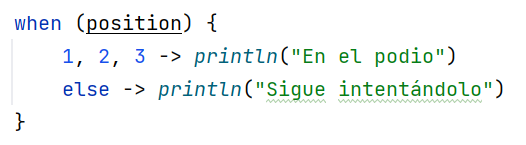 when (position) {
    1, 2, 3 -> println("En el podio")
    else -> println("Sigue intentándolo")
}